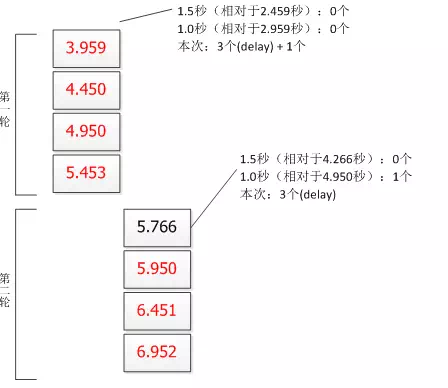 1.5秒（相对于2.459秒）：0个
1.0秒（相对于2.959秒）：0个
本次：3个(delay)＋1个
第一轮
3.959
4.450
4.950
5.453
1.5秒（相对于4.266秒）：0个
1.0秒（相对于4.950秒）：1个
本次：3个(delay)
第二轮
5.766
5.950
6.451
6.952